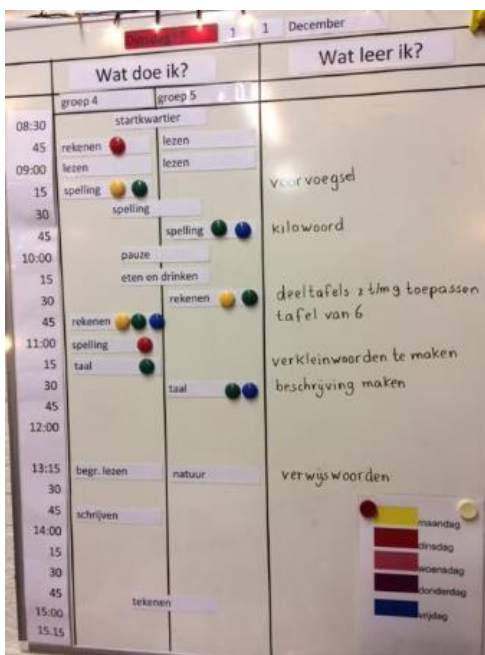 Dinsdag 1 1 December
Wat doe ik? Wat leer ik?
groep 4 groep 5
08:30 startkwartier
45 rekenen lezen
09:00 lezen lezen
15 spelling voorvoegsel
30 spelling
45 spelling kilowoord
10:00 pauze
15 eten en drinken
30 rekenen deeltafels 2 t/m 9 toepassen
tafel van 6
45 rekenen
11:00 spelling verkleinwoorden te maken
15 taal
30 taal beschrijving maken
45
12:00
13:15 begr. lezen natuur verwijswoorden
30
45 schrijven
14:00
15
30
45 tekenen
15:00
15.15
maandag
dinsdag
woensdag
donderdag
vrijdag